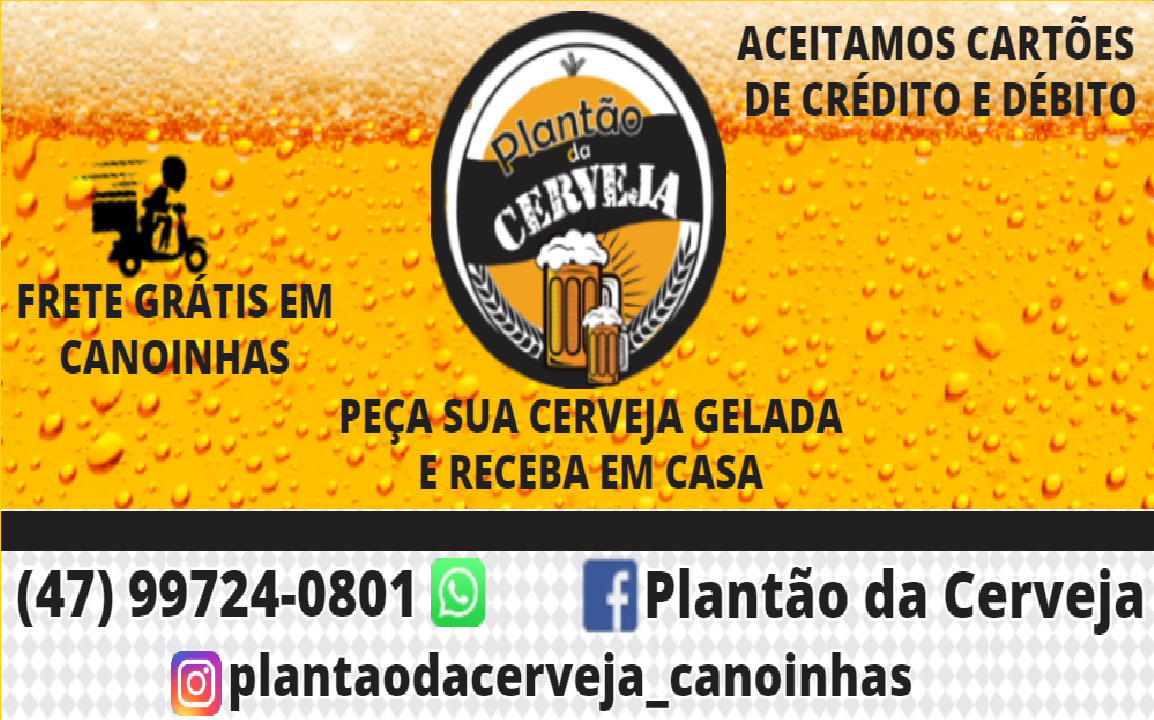 ACEITAMOS CARTÕES
DE CRÉDITO E DÉBITO
Plantão
da
CERVEJA
FRETE GRÁTIS EM
CANOINHAS
PEÇA SUA CERVEJA GELADA
E RECEBA EM CASA
(47) 99724-0801
Plantão da Cerveja
plantaodacerveja_canoinhas